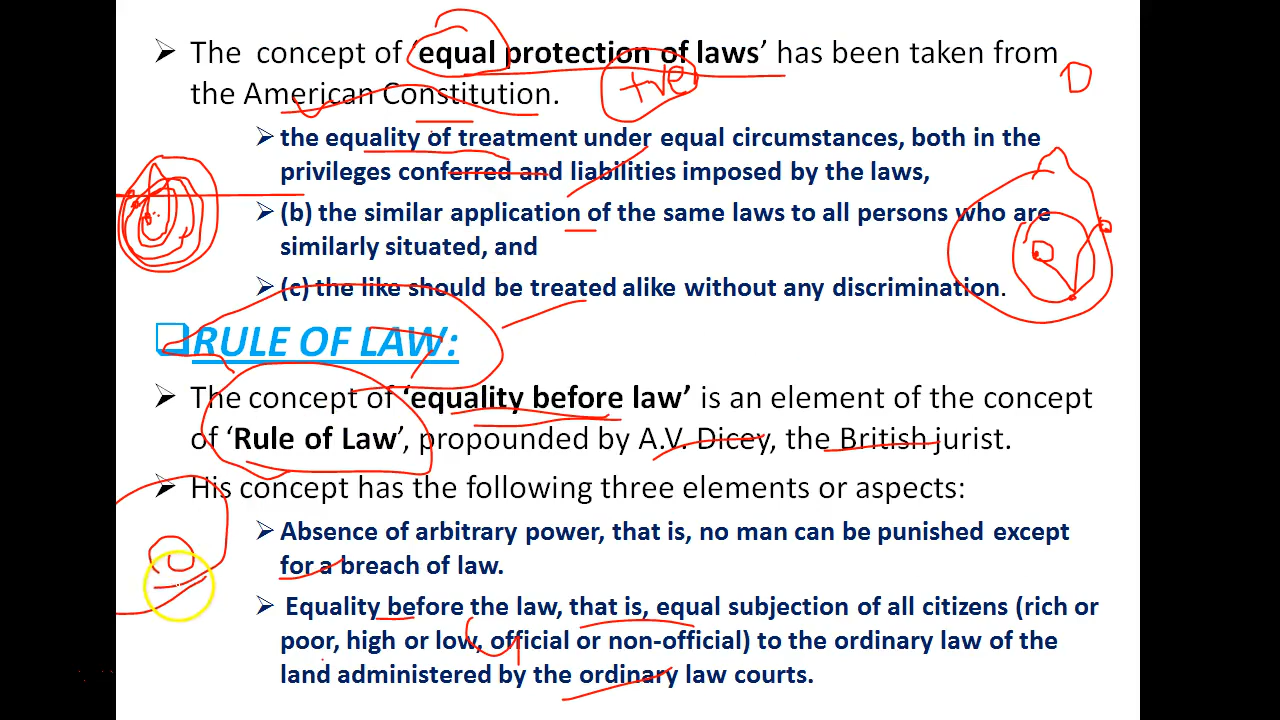 The concept of ‘equal protection of laws’ has been taken from
the American Constitution.
+ve
D
the equality of treatment under equal circumstances, both in the
privileges conferred and liabilities imposed by the laws,
(b) the similar application of the same laws to all persons who are
similarly situated, and
(c) the like should be treated alike without any discrimination.
RULE OF LAW:
The concept of ‘equality before law’ is an element of the concept
of ‘Rule of Law’, propounded by A.V. Dicey, the British jurist.
His concept has the following three elements or aspects:
Absence of arbitrary power, that is, no man can be punished except
for a breach of law.
Equality before the law, that is, equal subjection of all citizens (rich or
poor, high or low, official or non-official) to the ordinary law of the
land administered by the ordinary law courts.